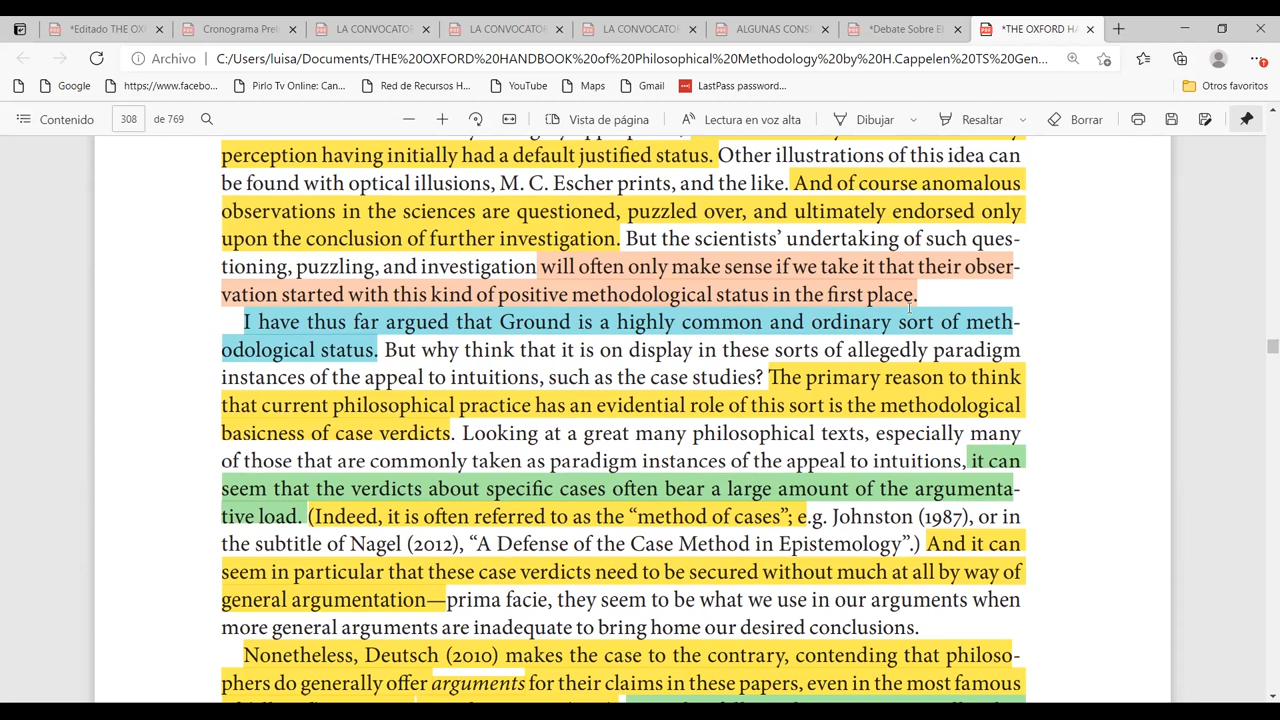 *Editado THE OX
Cronograma Prel
LA CONVOCATOR
LA CONVOCATOR
LA CONVOCATOR
ALGUNAS CONS
*Debate Sobre El
*THE OXFORD HA
Archivo
C:/Users/luisa/Documents/THE%20OXFORD%20HANDBOOK%20of%20Philosophical%20Methodology%20by%20H.Cappelen%20TS%20Gen...
Google
https://www.facebo...
Pirlo Tv Online: Can...
Red de Recursos H...
YouTube
Maps
Gmail
LastPass password...
Otros favoritos
Contenido
308
de 769
Vista de página
Lectura en voz alta
Dibujar
Resaltar
Borrar
perception having initially had a default justified status. Other illustrations of this idea can
be found with optical illusions, M. C. Escher prints, and the like. And of course anomalous
observations in the sciences are questioned, puzzled over, and ultimately endorsed only
upon the conclusion of further investigation. But the scientists’ undertaking of such ques-
tioning, puzzling, and investigation will often only make sense if we take it that their obser-
vation started with this kind of positive methodological status in the first place.
I have thus far argued that Ground is a highly common and ordinary sort of meth-
odological status. But why think that it is on display in these sorts of allegedly paradigm
instances of the appeal to intuitions, such as the case studies? The primary reason to think
that current philosophical practice has an evidential role of this sort is the methodological
basicness of case verdicts. Looking at a great many philosophical texts, especially many
of those that are commonly taken as paradigm instances of the appeal to intuitions, it can
seem that the verdicts about specific cases often bear a large amount of the argumenta-
tive load. (Indeed, it is often referred to as the “method of cases”; e.g. Johnston (1987), or in
the subtitle of Nagel (2012), “A Defense of the Case Method in Epistemology”.) And it can
seem in particular that these case verdicts need to be secured without much at all by way of
general argumentation—prima facie, they seem to be what we use in our arguments when
more general arguments are inadequate to bring home our desired conclusions.
Nonetheless, Deutsch (2010) makes the case to the contrary, contending that philoso-
phers do generally offer arguments for their claims in these papers, even in the most famous